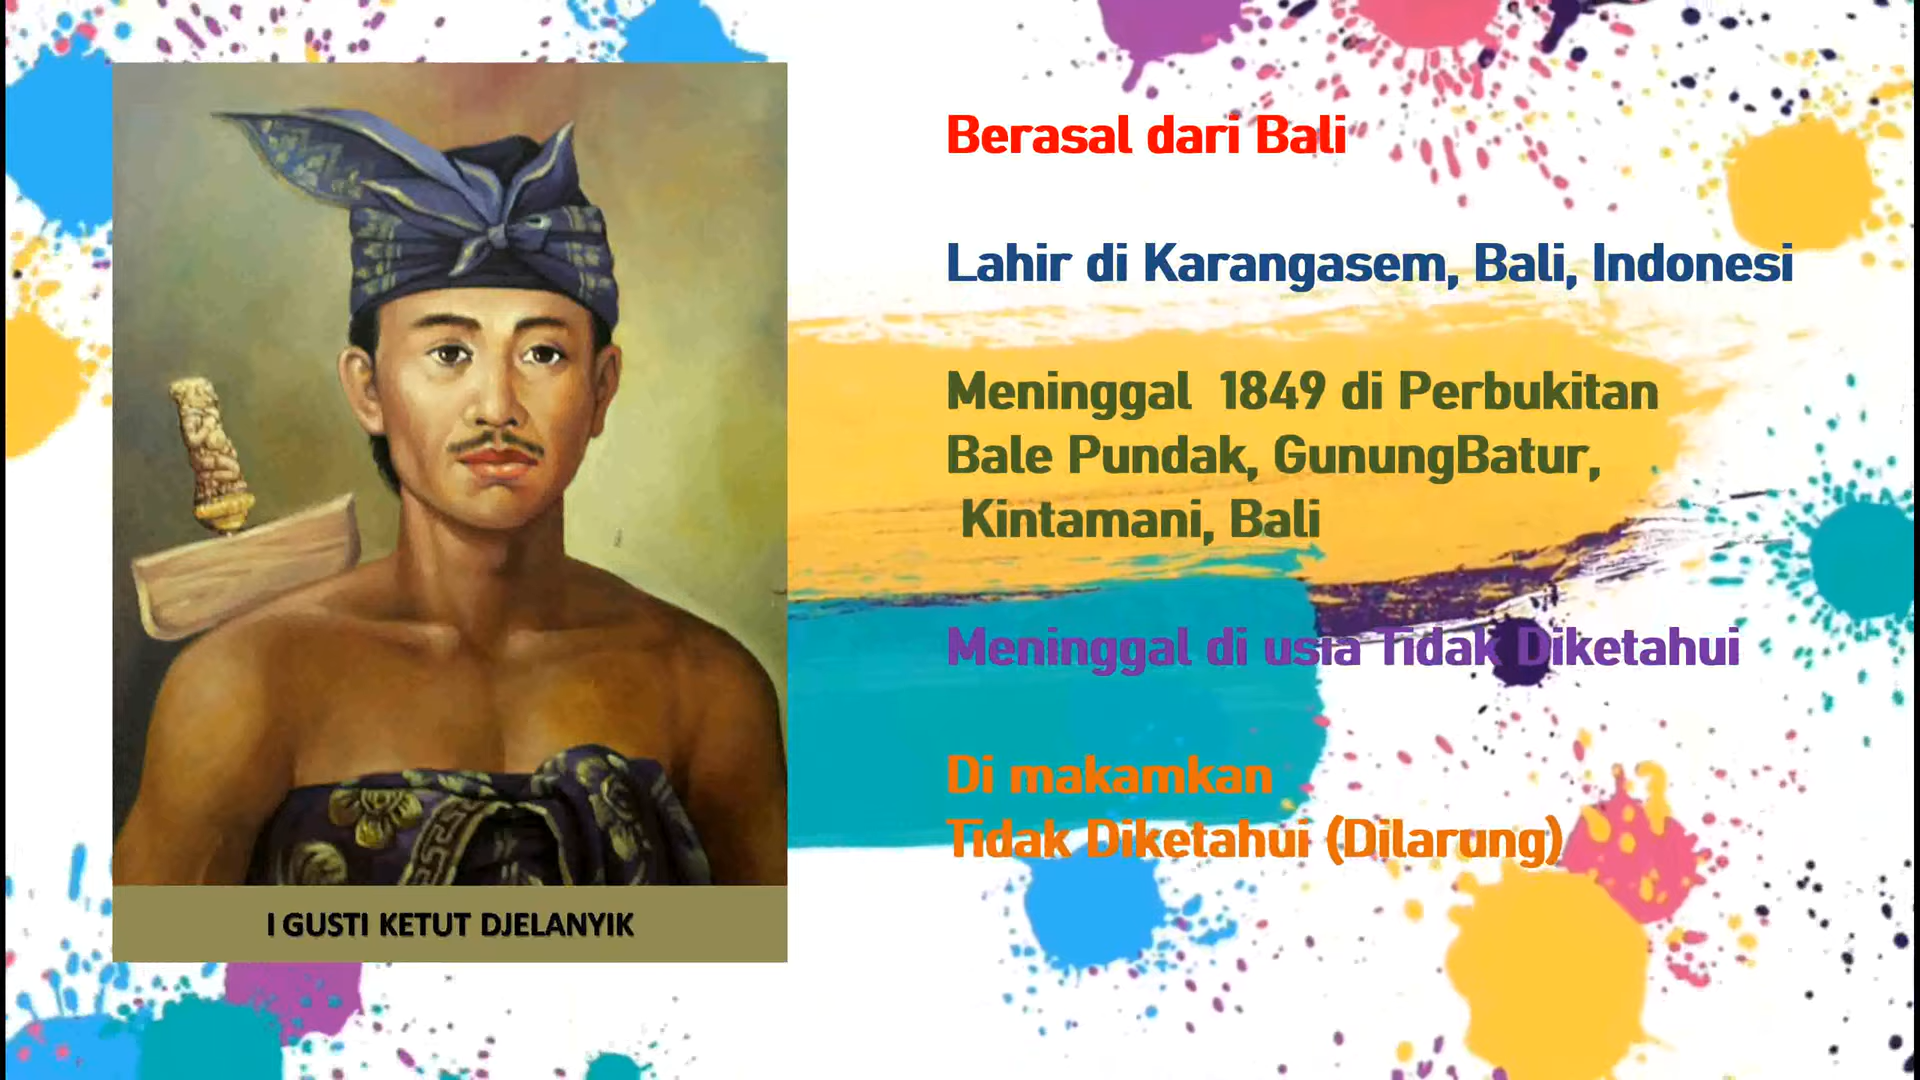 Berasal dari Bali
Lahir di Karangasem, Bali, Indonesi
Meninggal 1849 di Perbukitan
Bale Pundak, GunungBatur,
Kintamani, Bali
Meninggal di usia Tidak Diketahui
Di makamkan
Tidak Diketahui (Dilarung)
I GUSTI KETUT DJELANYIK